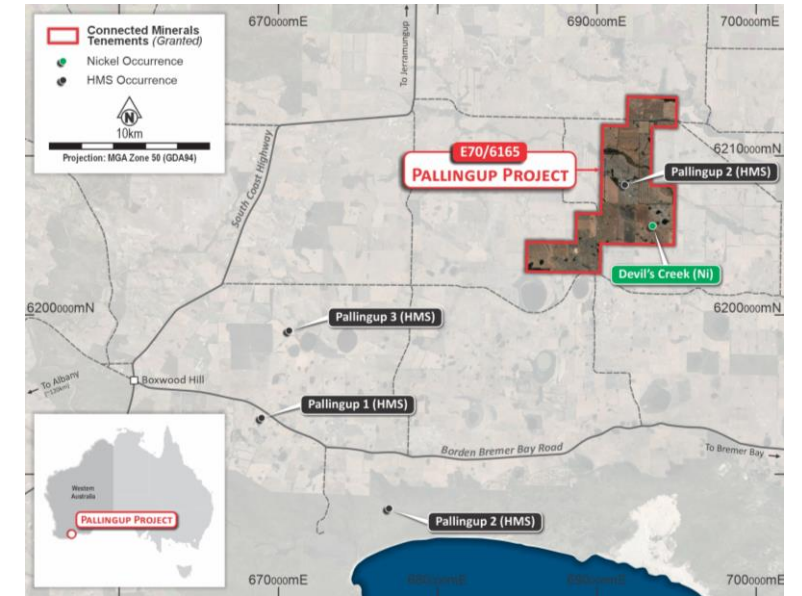 670000mE
690000mE
700000mE
Connected Minerals
Tenements (Granted)
Nickel Occurrence
HMS Occurrence
N
10km
Projection: MGA Zone 50 (GDA94)
To Jerramungup
South Coast Highway
E70/6165
PALLINGUP PROJECT
6210000mN
Pallingup 2 (HMS)
Devil's Creek (Ni)
6200000mN
6200000mN
Pallingup 3 (HMS)
Boxwood Hill
To Albany
Pallingup 1 (HMS)
Borden Bremer Bay Road
To Bremer Bay
Western
Australia
PALLINGUP PROJECT
Pallingup 2 (HMS)
670000mE
680000mE
690000mE
700000mE